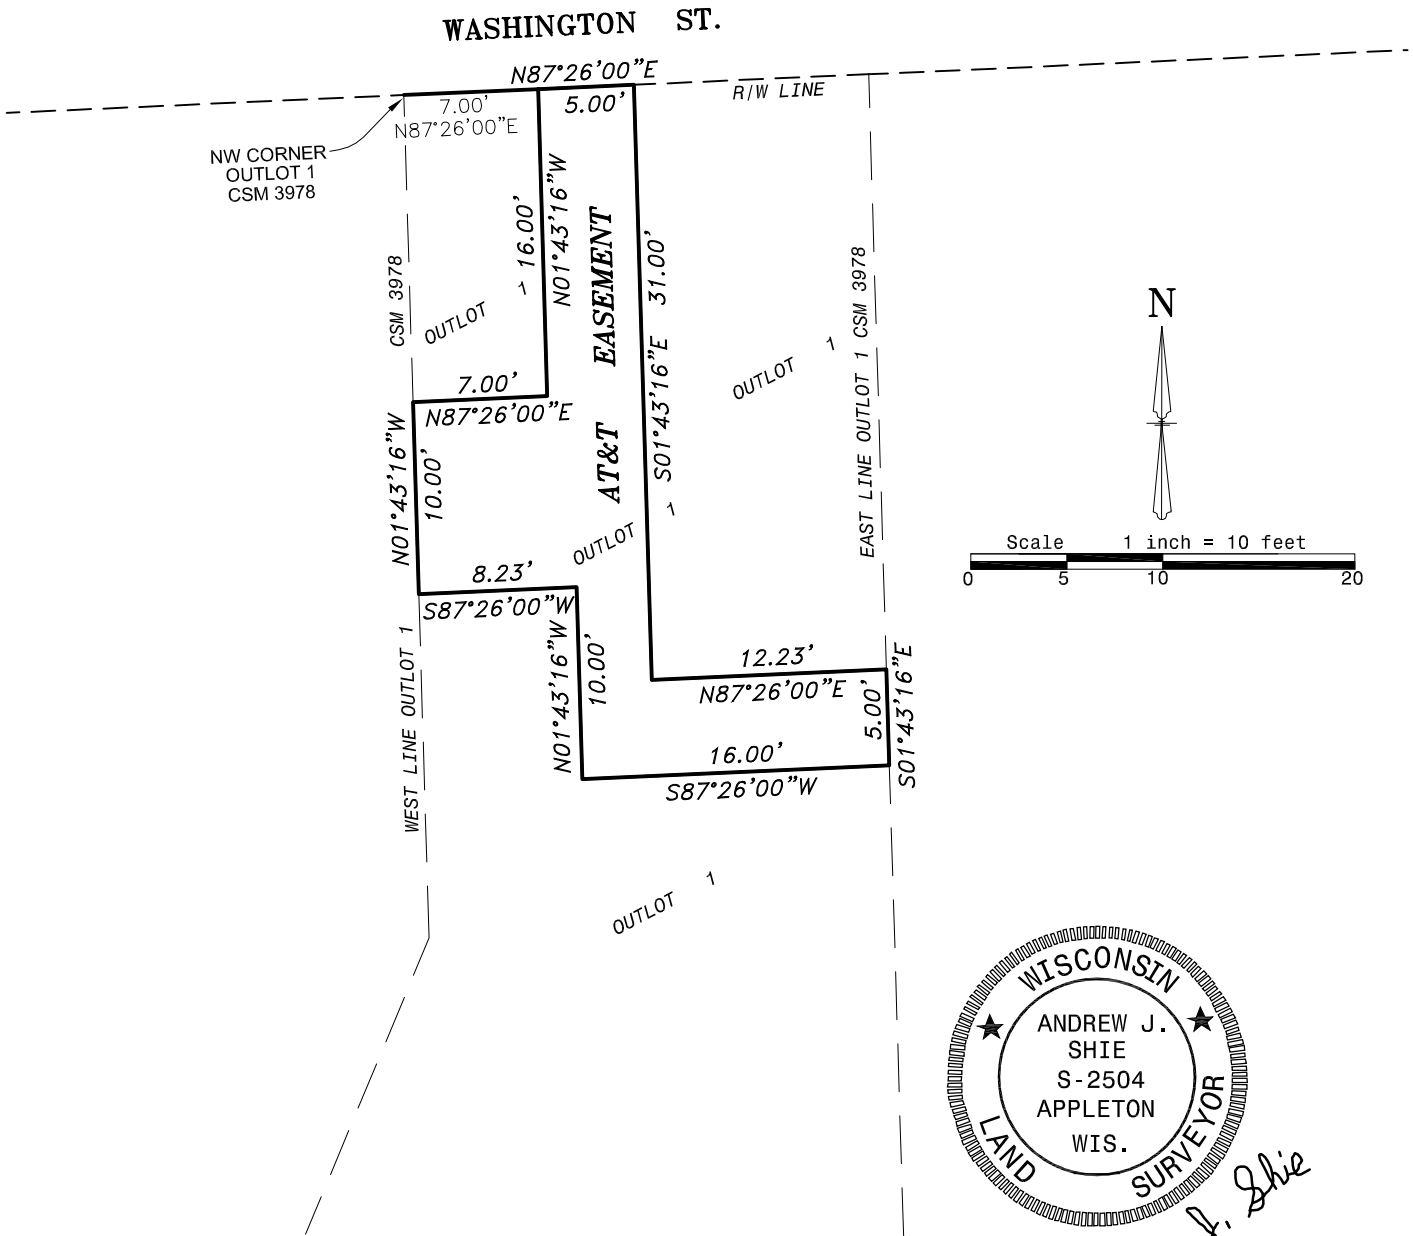 WASHINGTON ST.
N87°26'00"E
7.00'
5.00'
R/W LINE
N87°26'00"E
NW CORNER
OUTLOT 1
CSM 3978
16.00'
N01°43'16"W
AT&T EASEMENT
S01°43'16"E 31.00'
WEST LINE OUTLOT 1 CSM 3978
EAST LINE OUTLOT 1 CSM 3978
OUTLOT 1
OUTLOT 1
7.00'
N87°26'00"E
N01°43'16"W
10.00'
OUTLOT 1
8.23'
S87°26'00"W
N01°43'16"W
10.00'
12.23'
N87°26'00"E
5.00'
S01°43'16"E
16.00'
S87°26'00"W
OUTLOT 1
N
Scale 1 inch = 10 feet
0 5 10 20
WISCONSIN
ANDREW J.
SHIE
S-2504
APPLETON
WIS.
LAND SURVEYOR
J. Shie